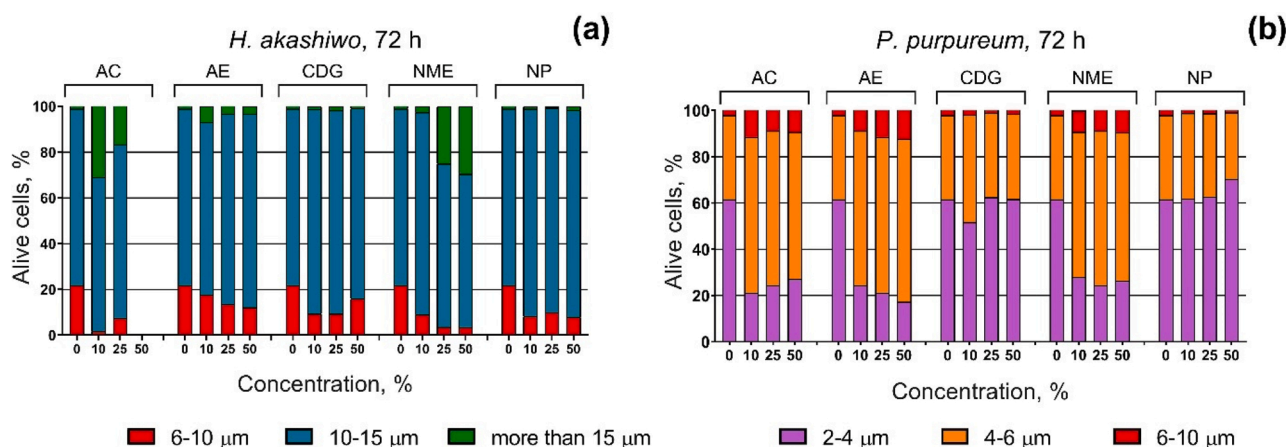 H. akashiwo, 72 h
(a)
AC AE CDG NME NP
Alive cells, %
100
80
60
40
20
0
0 10 25 50 0 10 25 50 0 10 25 50 0 10 25 50 0 10 25 50
Concentration, %
6-10 μm 10-15 μm more than 15 μm
P. purpureum, 72 h
(b)
AC AE CDG NME NP
Alive cells, %
100
80
60
40
20
0
0 10 25 50 0 10 25 50 0 10 25 50 0 10 25 50 0 10 25 50
Concentration, %
2-4 μm 4-6 μm 6-10 μm